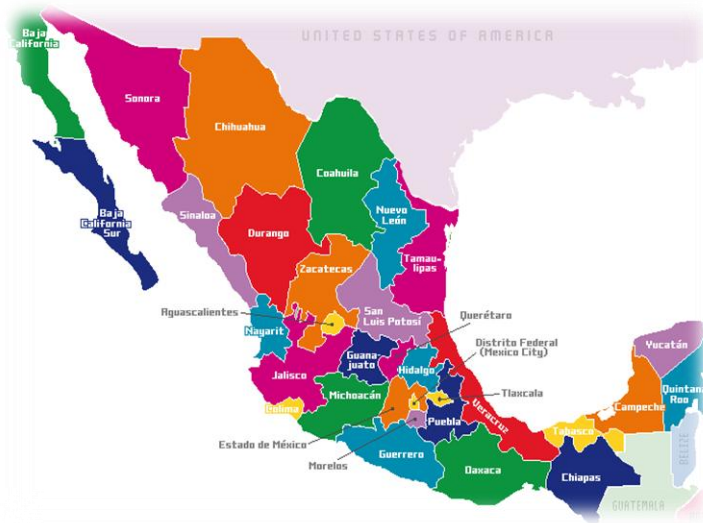 Baja
California
UNITED STATES OF AMERICA
Sonora
Chihuahua
Coahuila
Nuevo
León
Sinaloa
Baja
California
Sur
Durango
Tamau-
lipas
Zacatecas
Aguascalientes
San
Luis Potosí
Querétaro
Nayarit
Guana-
juato
Distrito Federal
(Mexico City)
Yucatán
Hidalgo
Jalisco
Quintana
Roo
Michoacán
Tlaxcala
Campeche
Colima
Veracruz
Puebla
Tabasco
Estado de México
Guerrero
Morelos
Oaxaca
Chiapas
BELIZE
GUATEMALA